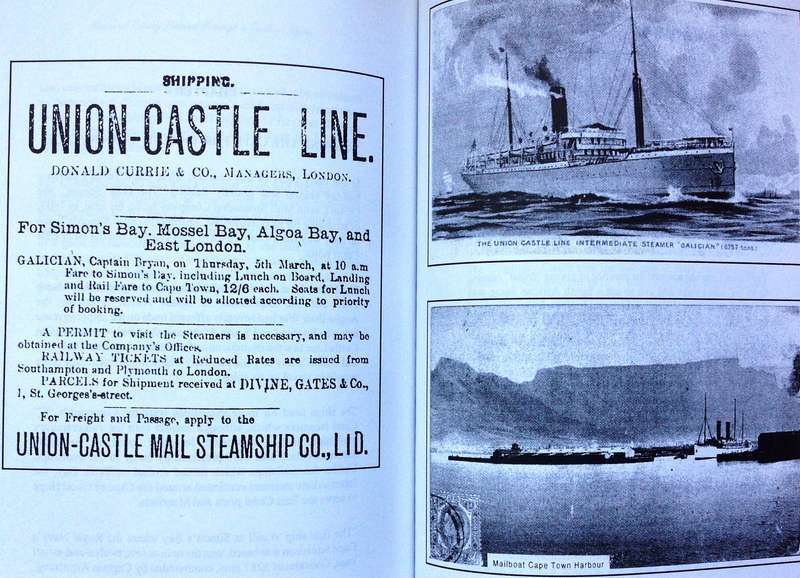 SHIPPING.
UNION-CASTLE LINE.
DONALD CURRIE & CO., MANAGERS, LONDON.
For Simon's Bay. Mossel Bay, Algoa Bay, and
East London.
GALICIAN, Captain Bryan, on Thursday, 5th March, at 10 a.m
Fare to Simon's Bay. including Lunch on Board, Landing
and Rail Fare to Cape Town, 12/6 each. Seats for Lunch
will be reserved and will be allotted according to priority
of booking.
A PERMIT to visit the Steamers is necessary, and may be
obtained at the Company's Offices.
RAILWAY TICKETS at Reduced Rates are issued from
Southampton and Plymouth to London.
PARCELS for Shipment received at DIVINE, GATES & Co.,
1, St. Georges's-street.
For Freight and Passage, apply to the
UNION-CASTLE MAIL STEAMSHIP CO., LTD.
THE UNION CASTLE LINE INTERMEDIATE STEAMER "GALICIAN" (6757 tons)
Mailboat Cape Town Harbour